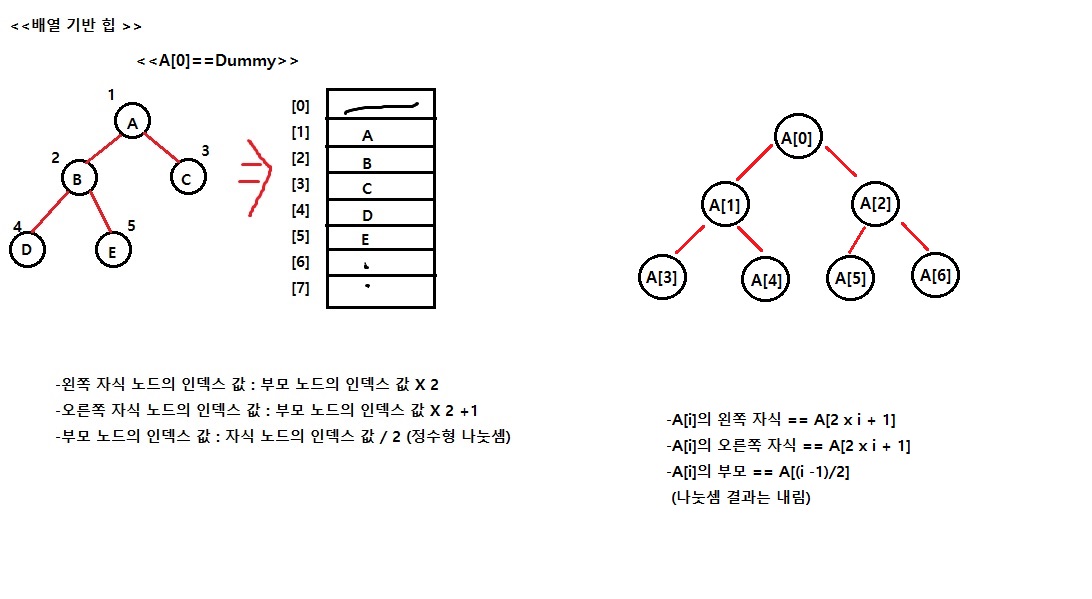 <<배열 기반 힙 >>
<<A[0]==Dummy>>
1
A
2
B
3
C
4
D
5
E
[0]
[1] A
[2] B
[3] C
[4] D
[5] E
[6]
[7]
-왼쪽 자식 노드의 인덱스 값 : 부모 노드의 인덱스 값 X 2
-오른쪽 자식 노드의 인덱스 값 : 부모 노드의 인덱스 값 X 2 +1
-부모 노드의 인덱스 값 : 자식 노드의 인덱스 값 / 2 (정수형 나눗셈)
A[0]
A[1] A[2]
A[3] A[4] A[5] A[6]
-A[i]의 왼쪽 자식 == A[2 x i + 1]
-A[i]의 오른쪽 자식 == A[2 x i + 1]
-A[i]의 부모 == A[(i -1)/2]
(나눗셈 결과는 내림)